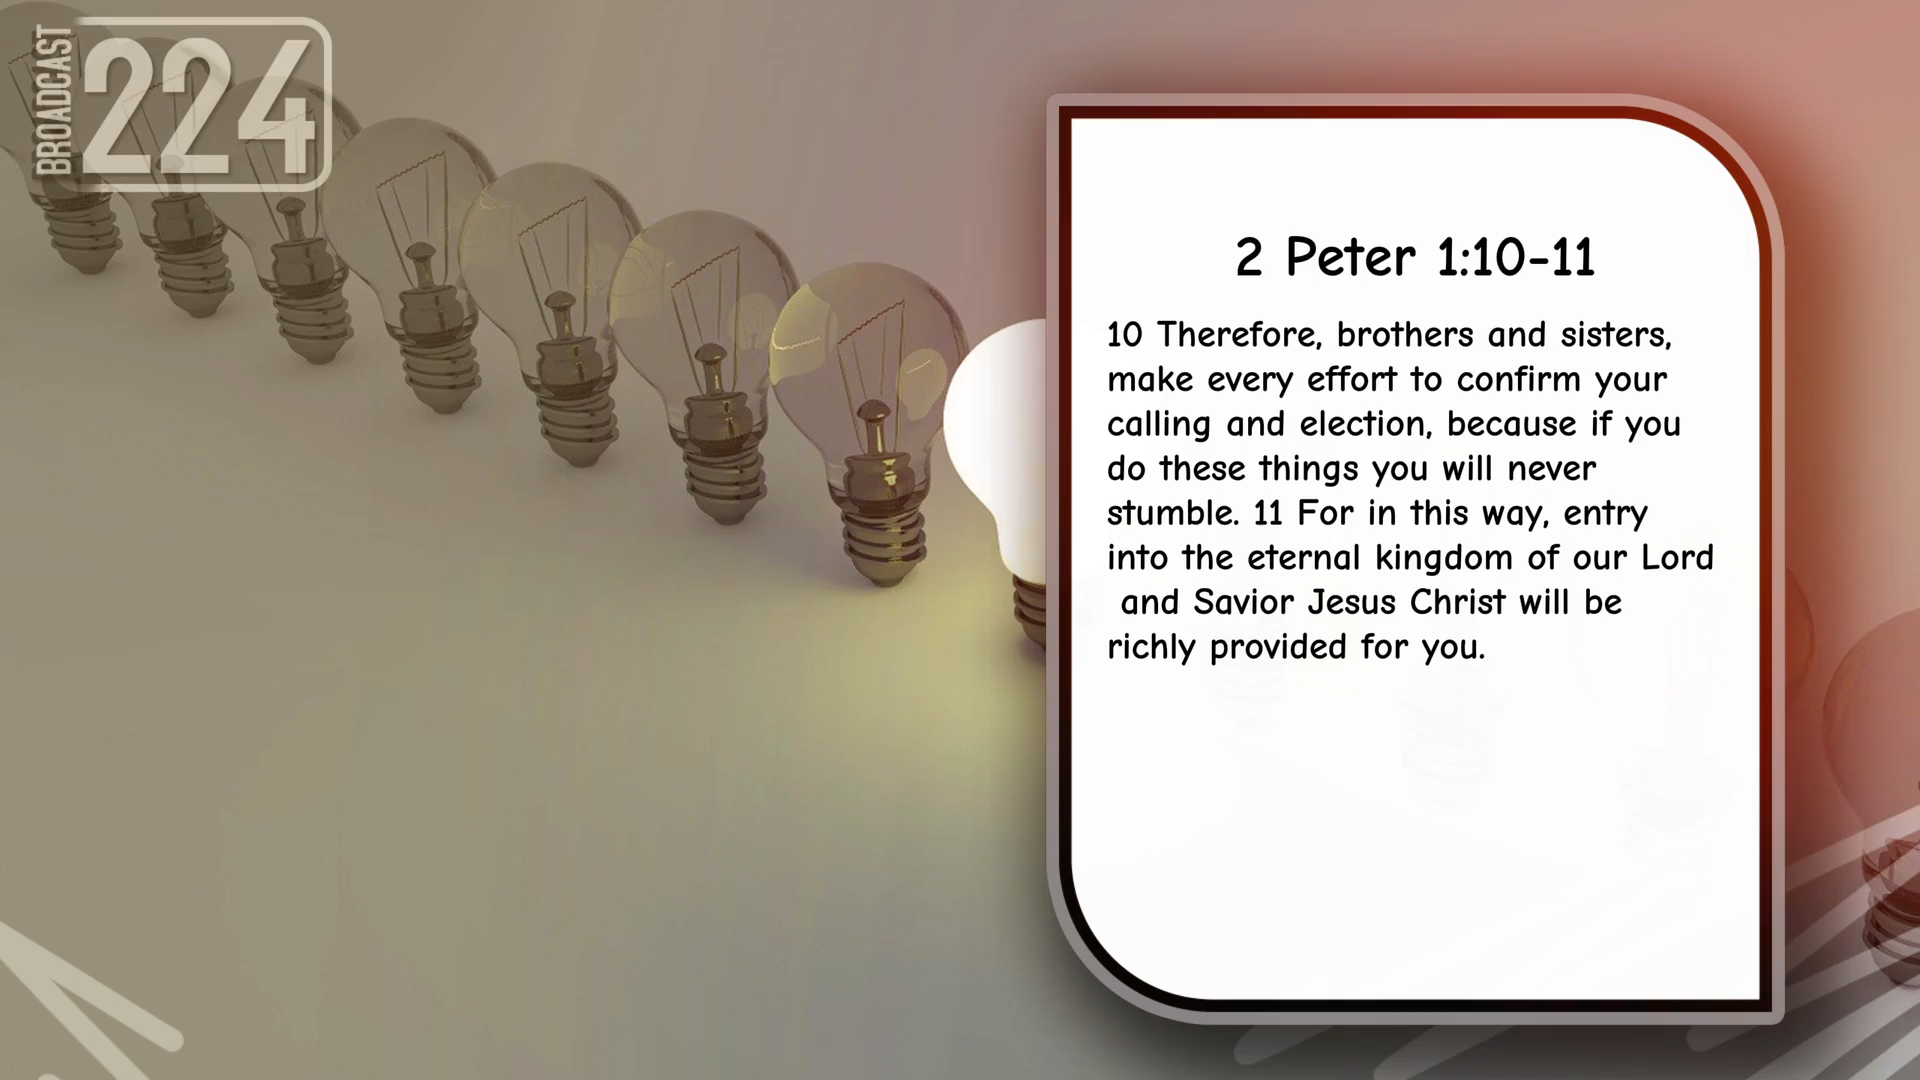 BROADCAST
224
2 Peter 1:10-11
10 Therefore, brothers and sisters,
make every effort to confirm your
calling and election, because if you
do these things you will never
stumble. 11 For in this way, entry
into the eternal kingdom of our Lord
and Savior Jesus Christ will be
richly provided for you.